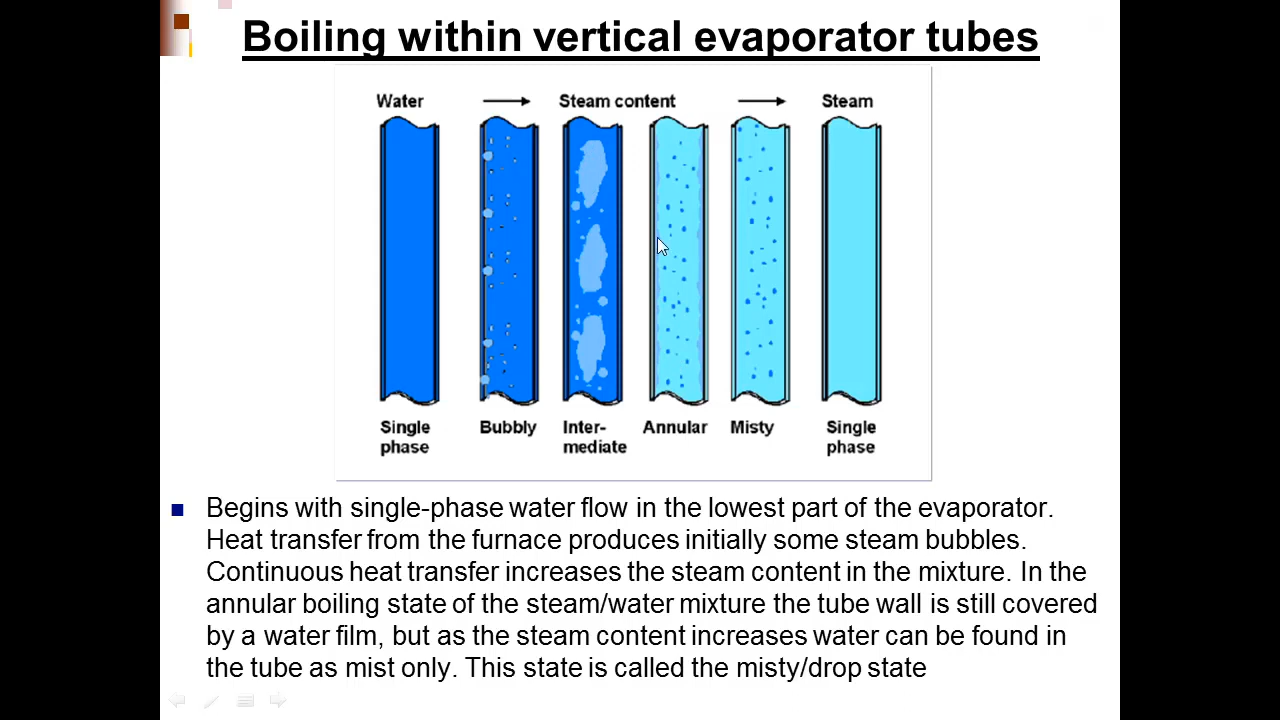 Boiling within vertical evaporator tubes
Water Steam content Steam
Single phase Bubbly Inter-mediate Annular Misty Single phase
Begins with single-phase water flow in the lowest part of the evaporator.
Heat transfer from the furnace produces initially some steam bubbles.
Continuous heat transfer increases the steam content in the mixture. In the
annular boiling state of the steam/water mixture the tube wall is still covered
by a water film, but as the steam content increases water can be found in
the tube as mist only. This state is called the misty/drop state